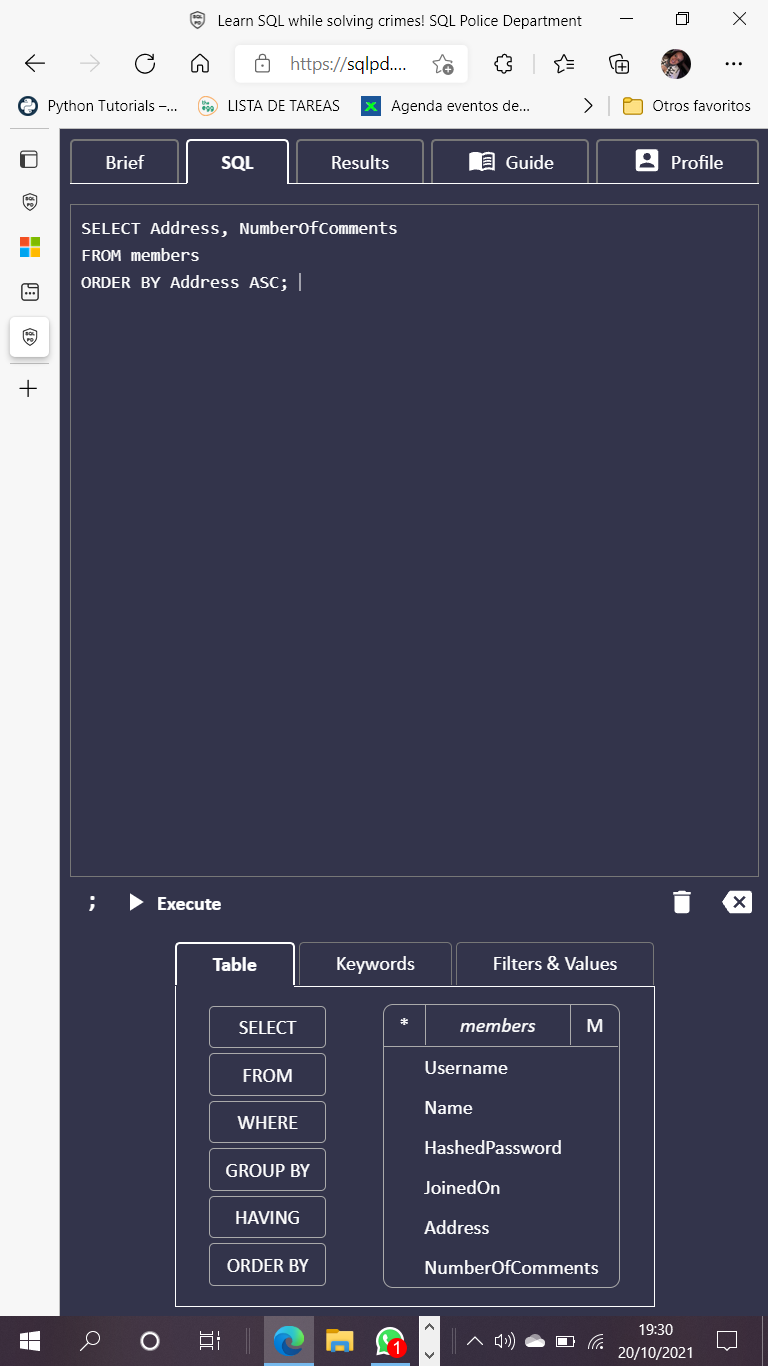 Learn SQL while solving crimes! SQL Police Department
https://sqlpd....
Python Tutorials –...
LISTA DE TAREAS
Agenda eventos de...
Otros favoritos
Brief
SQL
Results
Guide
Profile
SELECT Address, NumberOfComments
FROM members
ORDER BY Address ASC;
;
Execute
Table
Keywords
Filters & Values
SELECT
FROM
WHERE
GROUP BY
HAVING
ORDER BY
* members M
Username
Name
HashedPassword
JoinedOn
Address
NumberOfComments
1
19:30
20/10/2021